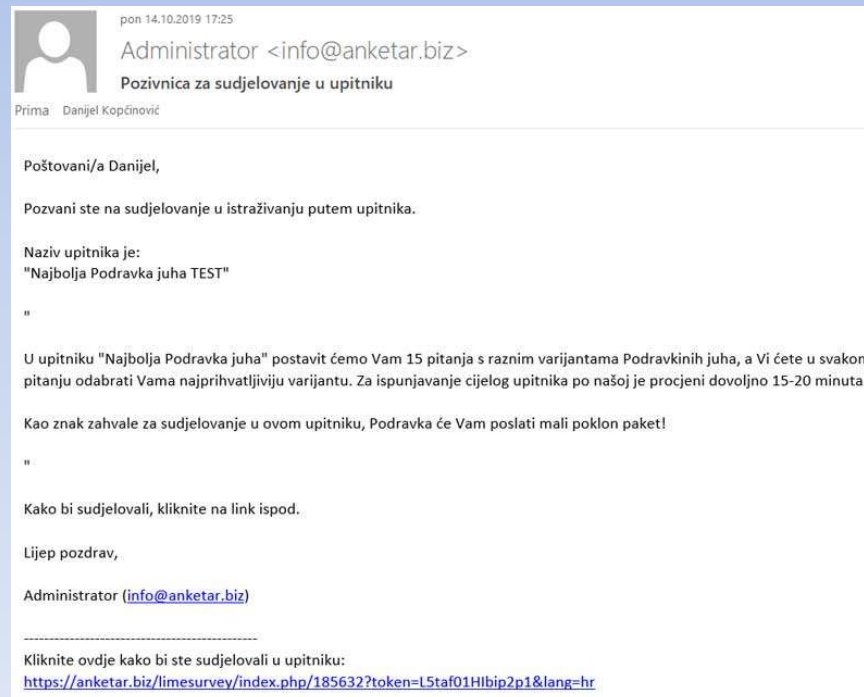 pon 14.10.2019 17:25
Administrator <info@anketar.biz>
Pozivnica za sudjelovanje u upitniku
Prima Danijel Kopčinović
Poštovani/a Danijel,
Pozvani ste na sudjelovanje u istraživanju putem upitnika.
Naziv upitnika je:
"Najbolja Podravka juha TEST"
"
U upitniku "Najbolja Podravka juha" postavit ćemo Vam 15 pitanja s raznim varijantama Podravkinih juha, a Vi ćete u svakom
pitanju odabrati Vama najprihvatljiviju varijantu. Za ispunjavanje cijelog upitnika po našoj je procjeni dovoljno 15-20 minuta
Kao znak zahvale za sudjelovanje u ovom upitniku, Podravka će Vam poslati mali poklon paket!
"
Kako bi sudjelovali, kliknite na link ispod.
Lijep pozdrav,
Administrator (info@anketar.biz)
----------------------------------------------
Kliknite ovdje kako bi ste sudjelovali u upitniku:
https://anketar.biz/limesurvey/index.php/185632?token=L5taf01HIbip2p1&lang=hr